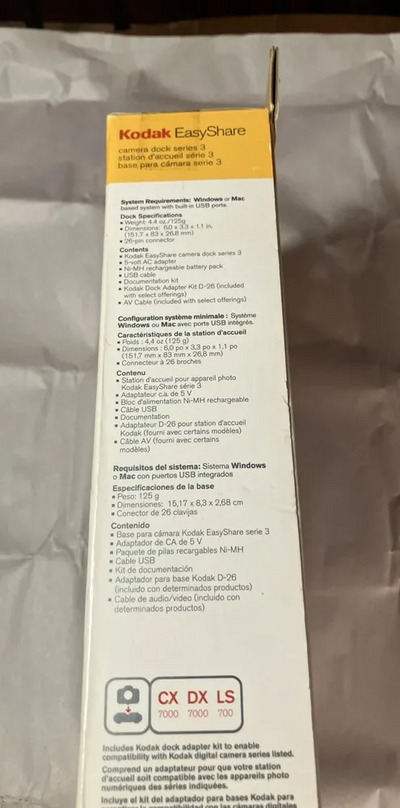 Kodak EasyShare
camera dock series 3
station d'accueil série 3
base para cámara serie 3
System Requirements: Windows or Mac
based system with built-in USB ports.
Dock Specifications
▪ Weight: 4.4 oz./125g
▪ Dimensions: 6.0 x 3.3 x 1.1 in.
(151.7 x 83 x 26.8 mm)
▪ 26-pin connector
Contents
▪ Kodak EasyShare camera dock series 3
▪ 5-volt AC adapter
▪ Ni-MH rechargeable battery pack
▪ USB cable
▪ Documentation kit
▪ Kodak Dock Adapter Kit D-26 (included
with select offerings)
▪ AV Cable (included with select offerings)
Configuration système minimale : Système
Windows ou Mac avec ports USB intégrés.
Caractéristiques de la station d'accueil
▪ Poids : 4,4 oz (125 g)
▪ Dimensions : 6,0 po x 3,3 po x 1,1 po
(151,7 mm x 83 mm x 26,8 mm)
▪ Connecteur à 26 broches
Contenu
▪ Station d'accueil pour appareil photo
Kodak EasyShare série 3
▪ Adaptateur c.a. de 5 V
▪ Bloc d'alimentation Ni-MH rechargeable
▪ Câble USB
▪ Documentation
▪ Adaptateur D-26 pour station d'accueil
Kodak (fourni avec certains modèles)
▪ Câble AV (fourni avec certains
modèles)
Requisitos del sistema: Sistema Windows
o Mac con puertos USB integrados
Especificaciones de la base
▪ Peso: 125 g
▪ Dimensiones: 15,17 x 8,3 x 2,68 cm
▪ Conector de 26 clavijas
Contenido
▪ Base para cámara Kodak EasyShare serie 3
▪ Adaptador de CA de 5 V
▪ Paquete de pilas recargables Ni-MH
▪ Cable USB
▪ Kit de documentación
▪ Adaptador para base Kodak D-26
(incluido con determinados productos)
▪ Cable de audio/video (incluido con
determinados productos)
CX DX LS
7000 7000 700
Includes Kodak dock adapter kit to enable
compatibility with Kodak digital camera series listed.
Comprend un adaptateur pour que votre station
d'accueil soit compatible avec les appareils photo
numériques des séries indiquées.
Incluye el kit del adaptador para bases Kodak para
compatibilidad con las cámaras digitales